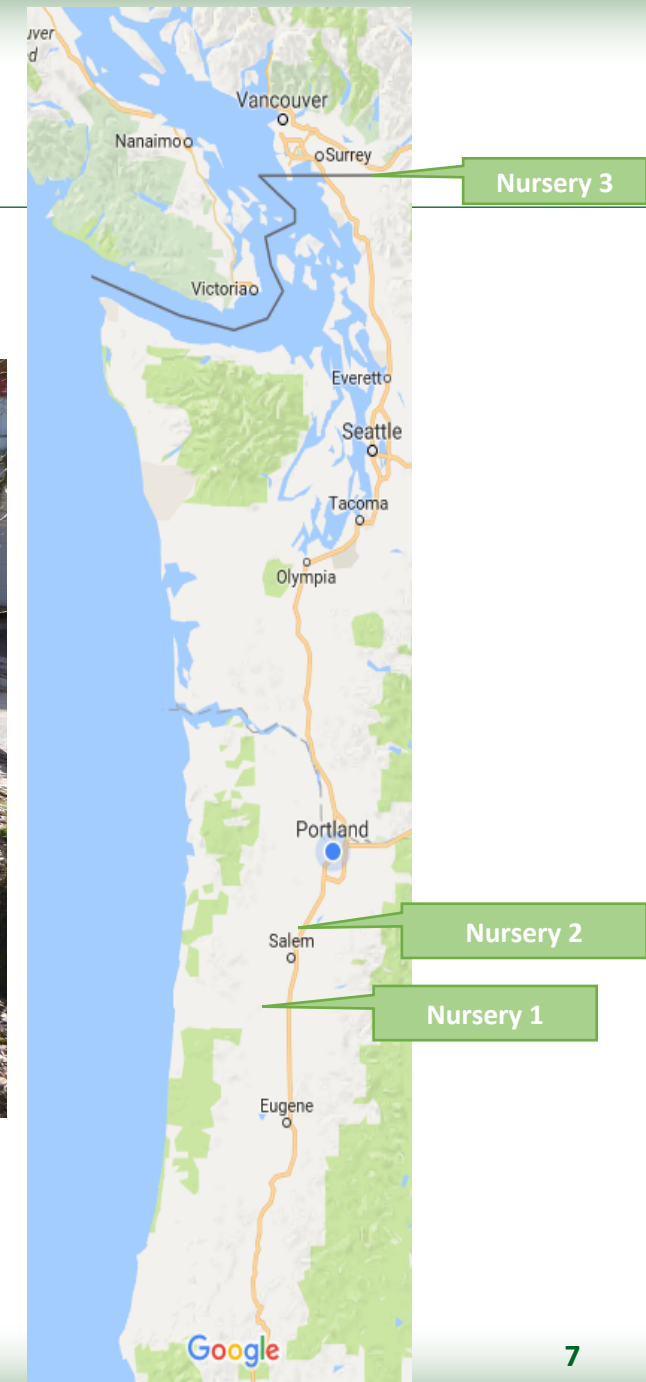 uver
d
Vancouver
Nanaimo
Surrey
Nursery 3
Victoria
Everett
Seattle
Tacoma
Olympia
Portland
Nursery 2
Salem
Nursery 1
Eugene
Google
7